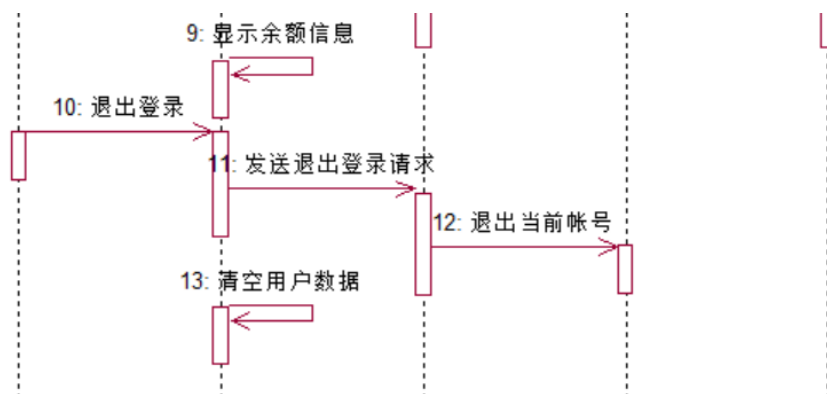 9: 显示余额信息
10: 退出登录
11: 发送退出登录请求
12: 退出当前帐号
13: 清空用户数据